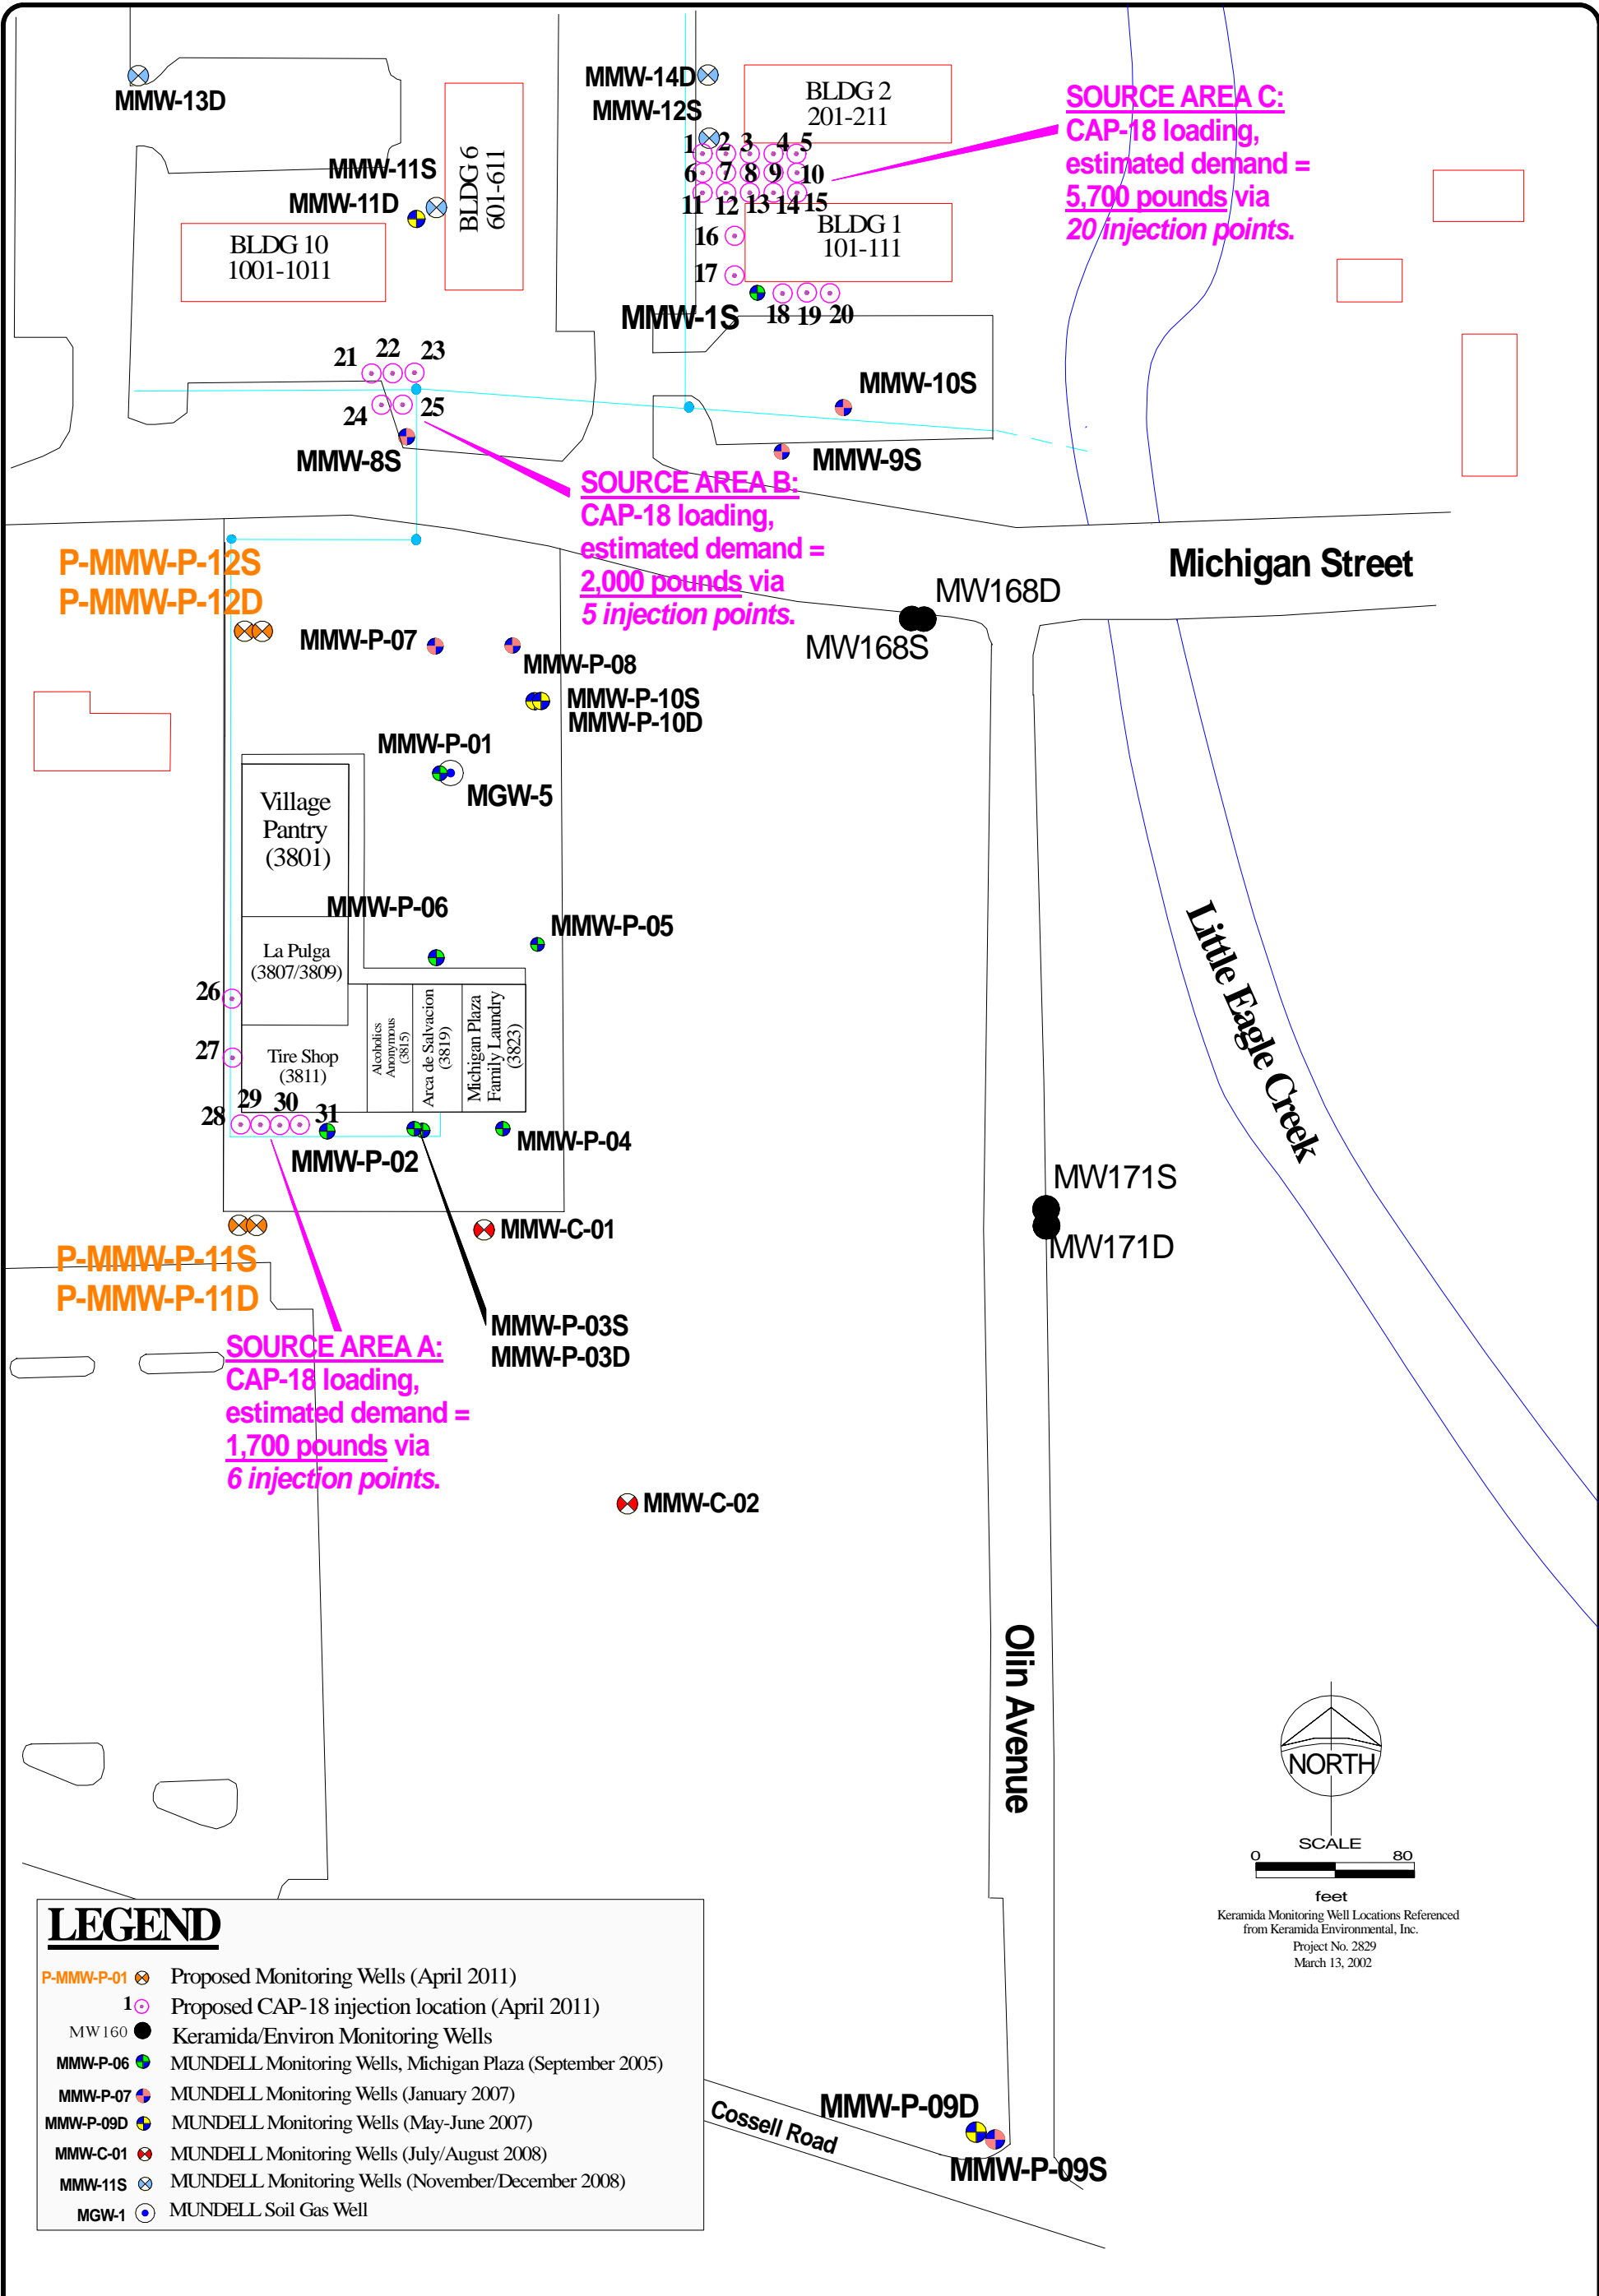 MMW-13D
MMW-14D
MMW-12S
BLDG 2
201-211
SOURCE AREA C:
CAP-18 loading,
estimated demand =
5,700 pounds via
20 injection points.
1 2 3 4 5
6 7 8 9 10
11 12 13 14 15
16
17
BLDG 1
101-111
MMW-1S
18 19 20
MMW-11S
MMW-11D
BLDG 6
601-611
BLDG 10
1001-1011
21 22 23
24 25
MMW-8S
MMW-10S
MMW-9S
SOURCE AREA B:
CAP-18 loading,
estimated demand =
2,000 pounds via
5 injection points.
Michigan Street
P-MMW-P-12S
P-MMW-P-12D
MW168D
MW168S
MMW-P-07
MMW-P-08
MMW-P-10S
MMW-P-10D
MMW-P-01
MGW-5
Village
Pantry
(3801)
MMW-P-06
MMW-P-05
La Pulga
(3807/3809)
26
27
Tire Shop
(3811)
Alcoholics
Anonymous
(3815)
Arca de Salvacion
(3819)
Michigan Plaza
Family Laundry
(3823)
28 29 30 31
MMW-P-02
MMW-P-04
Little Eagle Creek
MW171S
MW171D
MMW-C-01
P-MMW-P-11S
P-MMW-P-11D
MMW-P-03S
MMW-P-03D
SOURCE AREA A:
CAP-18 loading,
estimated demand =
1,700 pounds via
6 injection points.
MMW-C-02
Olin Avenue
NORTH
SCALE
0 80
feet
Keramida Monitoring Well Locations Referenced
from Keramida Environmental, Inc.
Project No. 2829
March 13, 2002
LEGEND
P-MMW-P-01 Proposed Monitoring Wells (April 2011)
1 Proposed CAP-18 injection location (April 2011)
MW160 Keramida/Environ Monitoring Wells
MMW-P-06 MUNDELL Monitoring Wells, Michigan Plaza (September 2005)
MMW-P-07 MUNDELL Monitoring Wells (January 2007)
MMW-P-09D MUNDELL Monitoring Wells (May-June 2007)
MMW-C-01 MUNDELL Monitoring Wells (July/August 2008)
MMW-11S MUNDELL Monitoring Wells (November/December 2008)
MGW-1 MUNDELL Soil Gas Well
Cossell Road
MMW-P-09D
MMW-P-09S